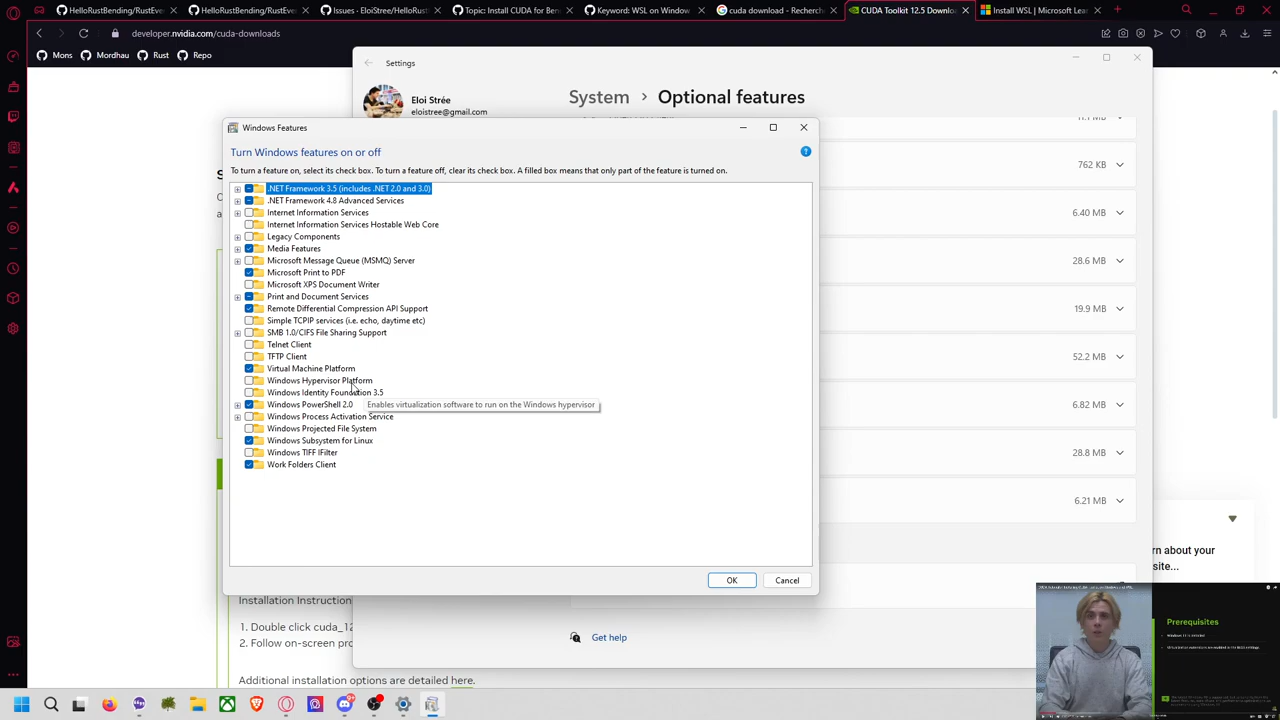 HelloRostBending/RustEve
HelloRostBending/RustEve
Issues · EloiStree/HelloRust
Topic: Install CUDA for Ben
Keyword: WSL on Window
cuda download - Recherche
CUDA Toolkit 12.5 Downlo
Install WSL | Microsoft Lear
developer.nvidia.com/cuda-downloads
Mons
Mordhau
Rust
Repo
Settings
Eloi Strée
eloistree@gmail.com
System > Optional features
Windows Features
Turn Windows features on or off
To turn a feature on, select its check box. To turn a feature off, clear its check box. A filled box means that only part of the feature is turned on.
.NET Framework 3.5 (includes .NET 2.0 and 3.0)
.NET Framework 4.8 Advanced Services
Internet Information Services
Internet Information Services Hostable Web Core
Legacy Components
Media Features
Microsoft Message Queue (MSMQ) Server
Microsoft Print to PDF
Microsoft XPS Document Writer
Print and Document Services
Remote Differential Compression API Support
Simple TCPIP services (i.e. echo, daytime etc)
SMB 1.0/CIFS File Sharing Support
Telnet Client
TFTP Client
Virtual Machine Platform
Windows Hypervisor Platform
Windows Identity Foundation 3.5
Windows PowerShell 2.0
Enables virtualization software to run on the Windows hypervisor
Windows Process Activation Service
Windows Projected File System
Windows Subsystem for Linux
Windows TIFF IFilter
Work Folders Client
OK
Cancel
762 KB
6.40 MB
28.6 MB
19.9 MB
52.2 MB
6.82 MB
28.8 MB
6.21 MB
rn about your
site...
Installation Instruction
1. Double click cuda_12
2. Follow on-screen pro
Additional installation options are detailed here.
Get help
Prerequisites